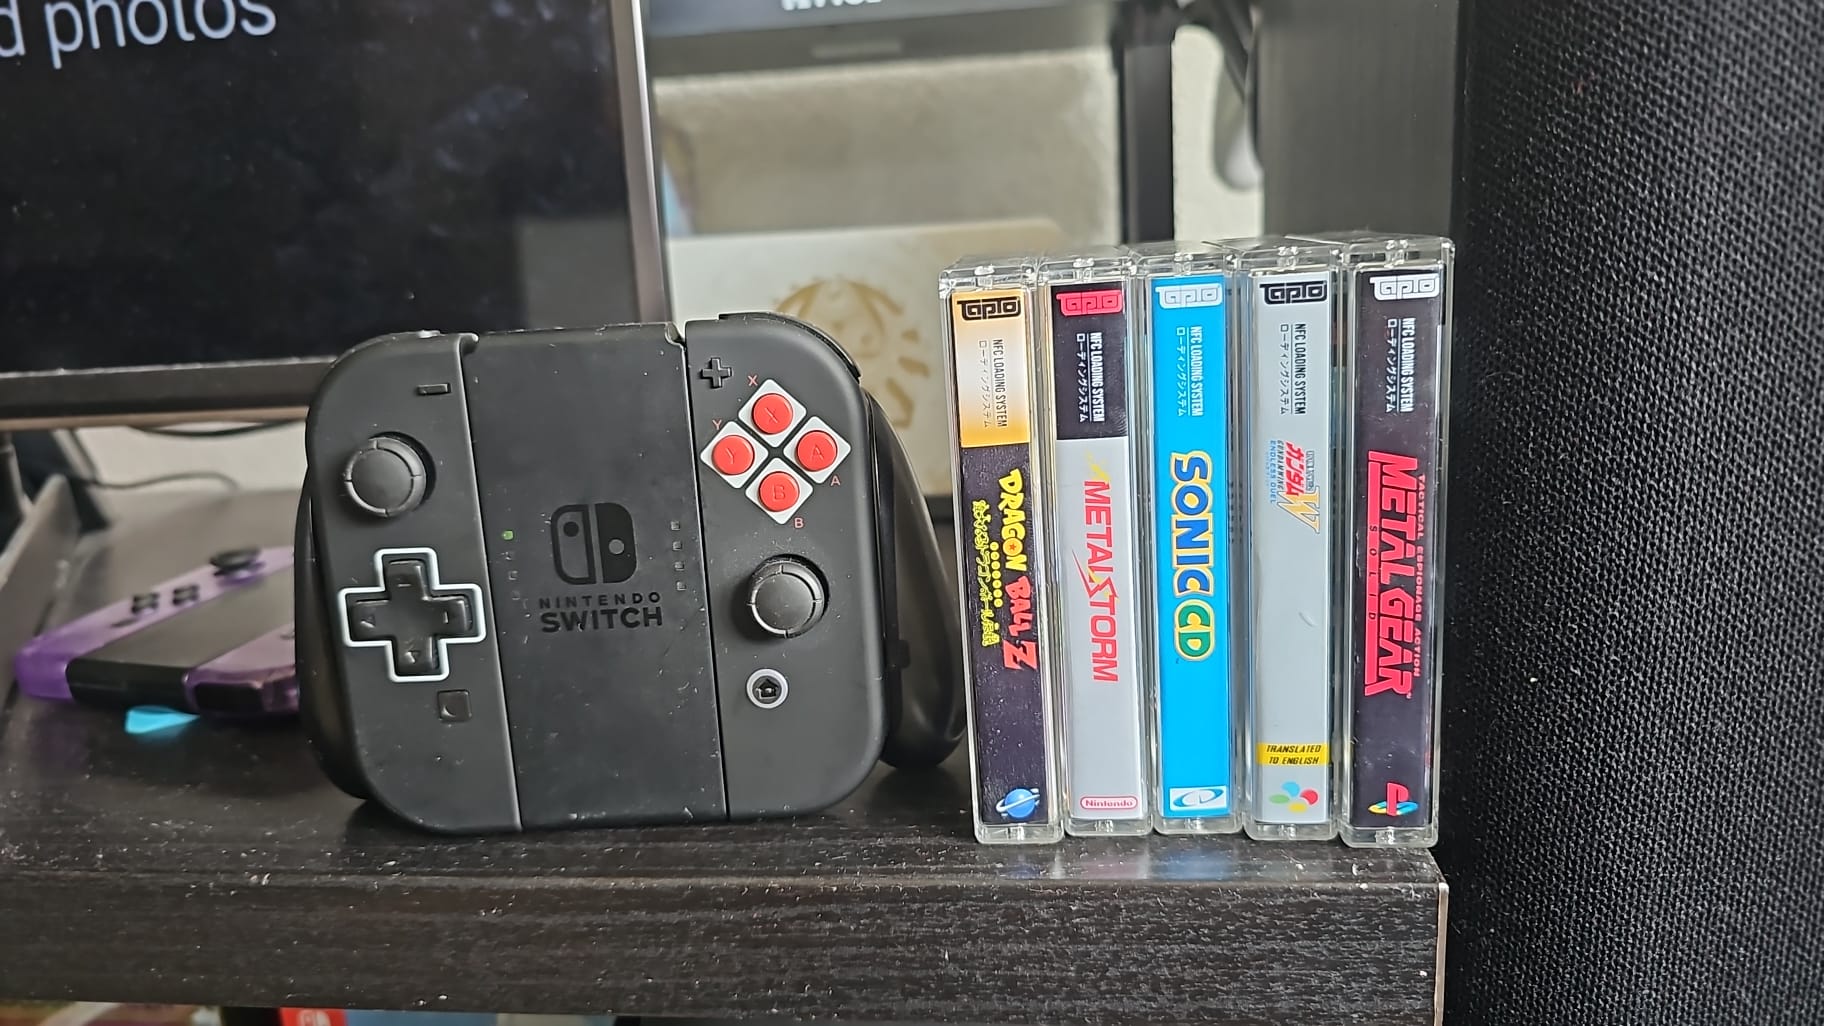 d photos
X
Y
X
Y
A
A
B
B
NINTENDO
SWITCH
TapTo
NFC LOADING SYSTEM
ローディングシステム
DRAGON BALL Z
TapTo
NFC LOADING SYSTEM
ローディングシステム
METAL STORM
Nintendo
TapTo
NFC LOADING SYSTEM
ローディングシステム
SONIC CD
TapTo
NFC LOADING SYSTEM
ローディングシステム
ガンダム W
ENDLESS DUEL
TRANSLATED
TO ENGLISH
TapTo
NFC LOADING SYSTEM
ローディングシステム
TACTICAL ESPIONAGE ACTION
METAL GEAR
SOLID